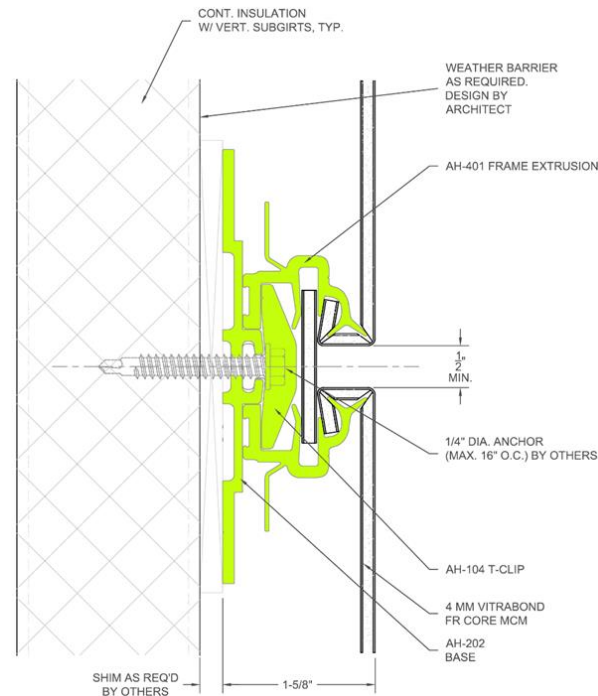 CONT. INSULATION
W/ VERT. SUBGIRTS, TYP.
WEATHER BARRIER
AS REQUIRED.
DESIGN BY
ARCHITECT
AH-401 FRAME EXTRUSION
1/2"
MIN.
1/4" DIA. ANCHOR
(MAX. 16" O.C.) BY OTHERS
AH-104 T-CLIP
4 MM VITRABOND
FR CORE MCM
AH-202
BASE
SHIM AS REQ'D
BY OTHERS
1-5/8"